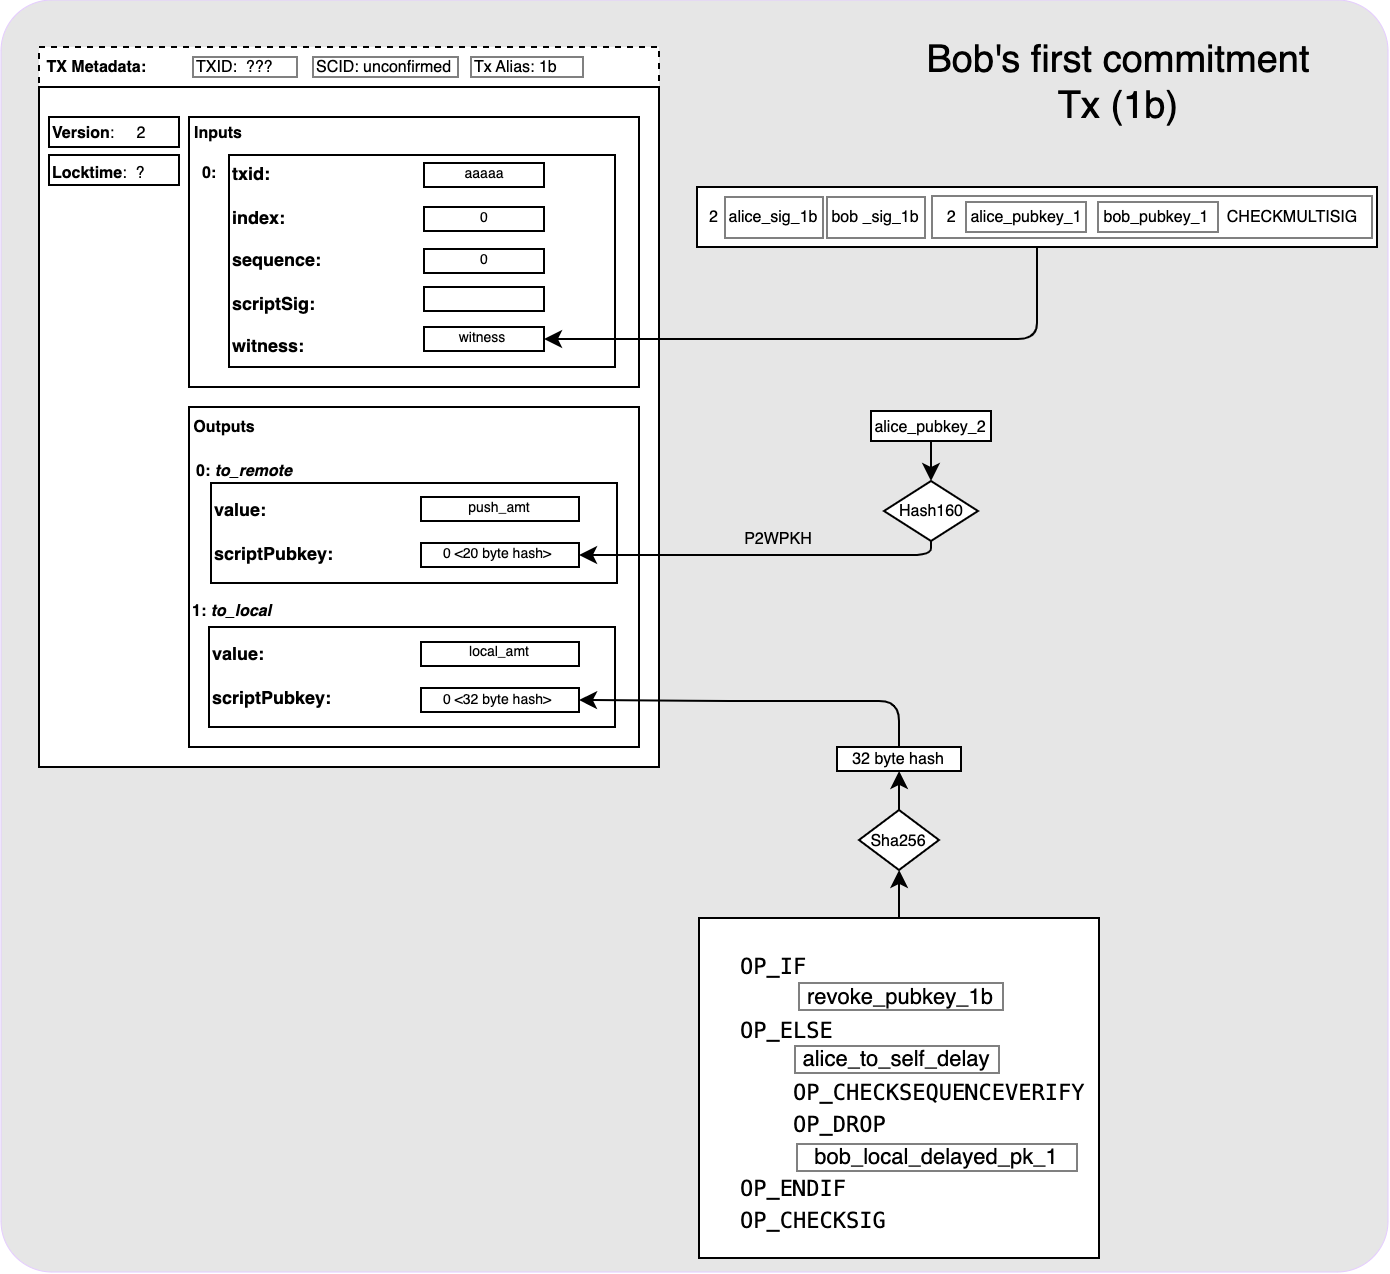 Bob's first commitment
Tx (1b)
TX Metadata: TXID: ??? SCID: unconfirmed Tx Alias: 1b
Version: 2
Locktime: ?
Inputs
0: txid: aaaaa
index: 0
sequence: 0
scriptSig:
witness: witness
2 alice_sig_1b bob _sig_1b 2 alice_pubkey_1 bob_pubkey_1 CHECKMULTISIG
Outputs
0: to_remote
value: push_amt
scriptPubkey: 0 <20 byte hash>
alice_pubkey_2
Hash160
P2WPKH
1: to_local
value: local_amt
scriptPubkey: 0 <32 byte hash>
32 byte hash
Sha256
OP_IF
revoke_pubkey_1b
OP_ELSE
alice_to_self_delay
OP_CHECKSEQUENCEVERIFY
OP_DROP
bob_local_delayed_pk_1
OP_ENDIF
OP_CHECKSIG